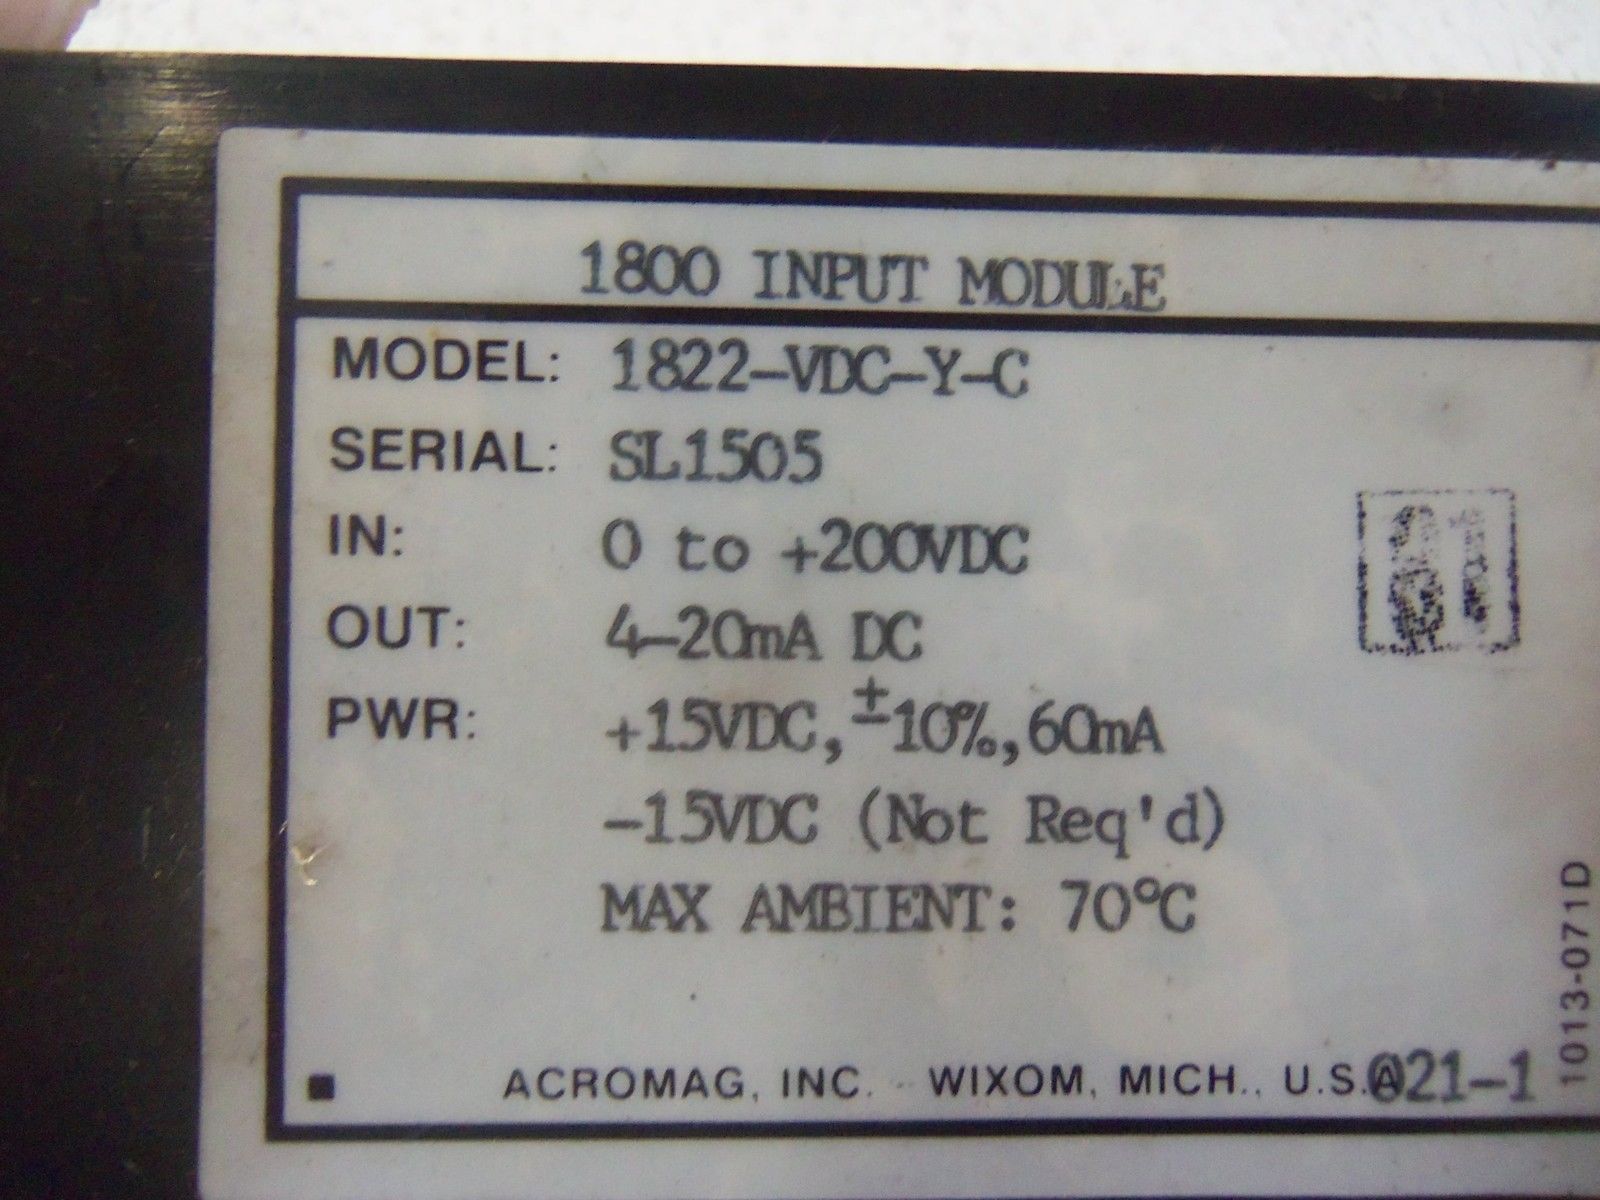 1800 INPUT MODULE
MODEL: 1822-VDC-Y-C
SERIAL: SL1505
IN: 0 to +200VDC
OUT: 4-20mA DC
PWR: +15VDC,±10%,60mA
-15VDC (Not Req'd)
MAX AMBIENT: 70°C
ACROMAG, INC. WIXOM, MICH., U.S.A 021-1
1013-071D